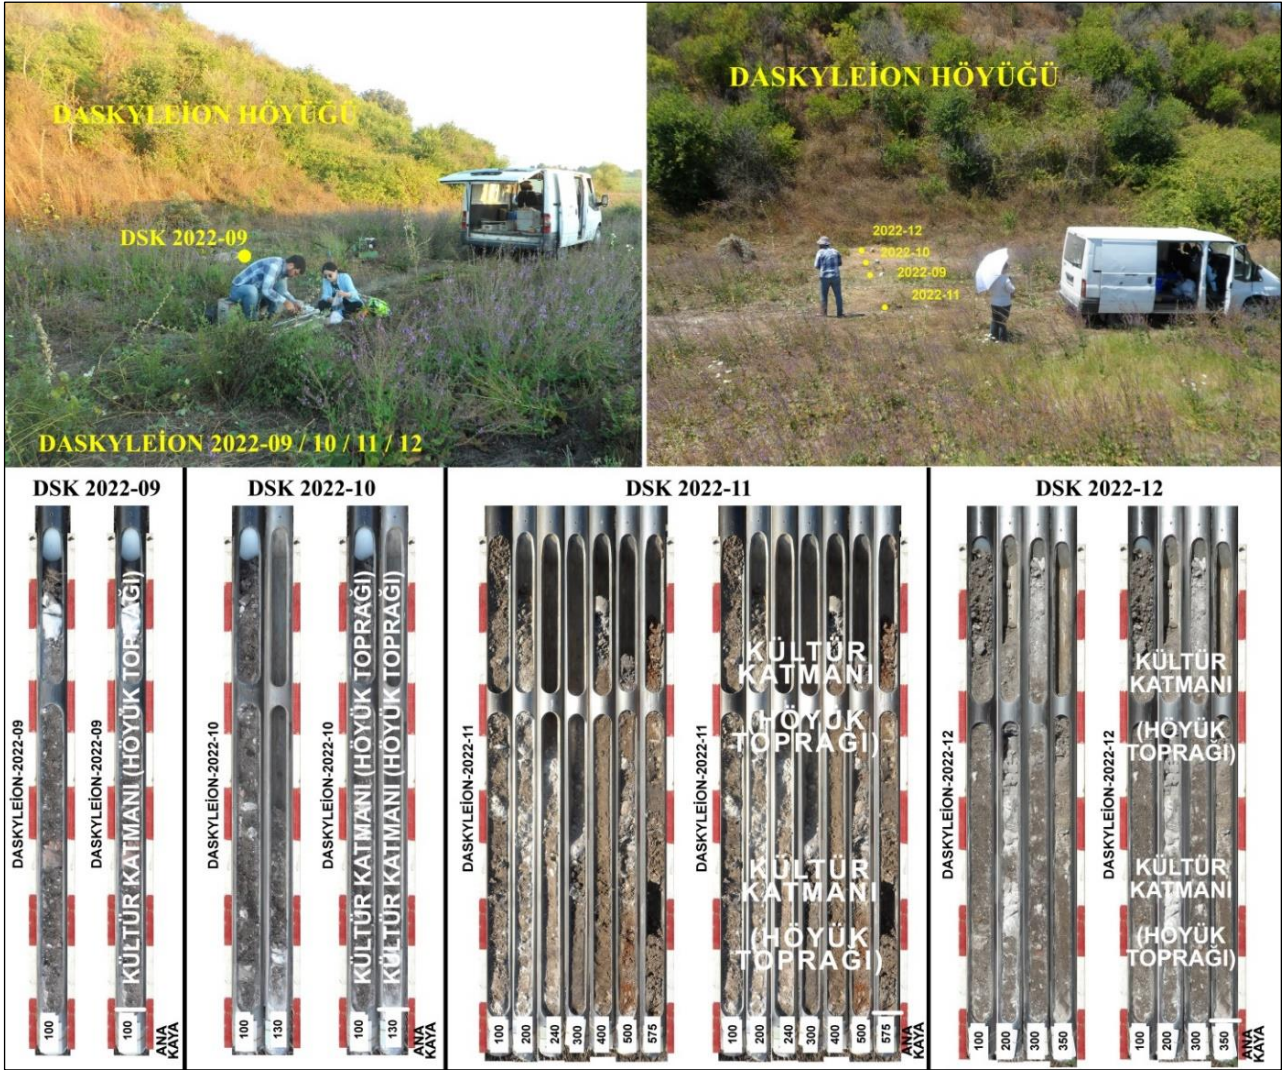 DASKYLEİON HÖYÜĞÜ
DSK 2022-09
DASKYLEİON 2022-09 / 10 / 11 / 12
DASKYLEİON HÖYÜĞÜ
2022-12
2022-10
2022-09
2022-11
DSK 2022-09
DASKYLEİON-2022-09
100
DASKYLEİON-2022-09
KÜLTÜR KATMANI (HÖYÜK TOPRAĞI)
100
ANA
KAYA
DSK 2022-10
DASKYLEİON-2022-10
100
130
DASKYLEİON-2022-10
KÜLTÜR KATMANI (HÖYÜK TOPRAĞI)
KÜLTÜR KATMANI (HÖYÜK TOPRAĞI)
100
130
ANA
KAYA
DSK 2022-11
DASKYLEİON-2022-11
100
200
240
300
400
500
575
DASKYLEİON-2022-11
KÜLTÜR
KATMANI
(HÖYÜK
TOPRAĞI)
KÜLTÜR
KATMANI
(HÖYÜK
TOPRAĞI)
100
200
240
300
400
500
575
ANA
KAYA
DSK 2022-12
DASKYLEİON-2022-12
100
200
300
350
DASKYLEİON-2022-12
KÜLTÜR
KATMANI
(HÖYÜK
TOPRAĞI)
KÜLTÜR
KATMANI
(HÖYÜK
TOPRAĞI)
100
200
300
350
ANA
KAYA